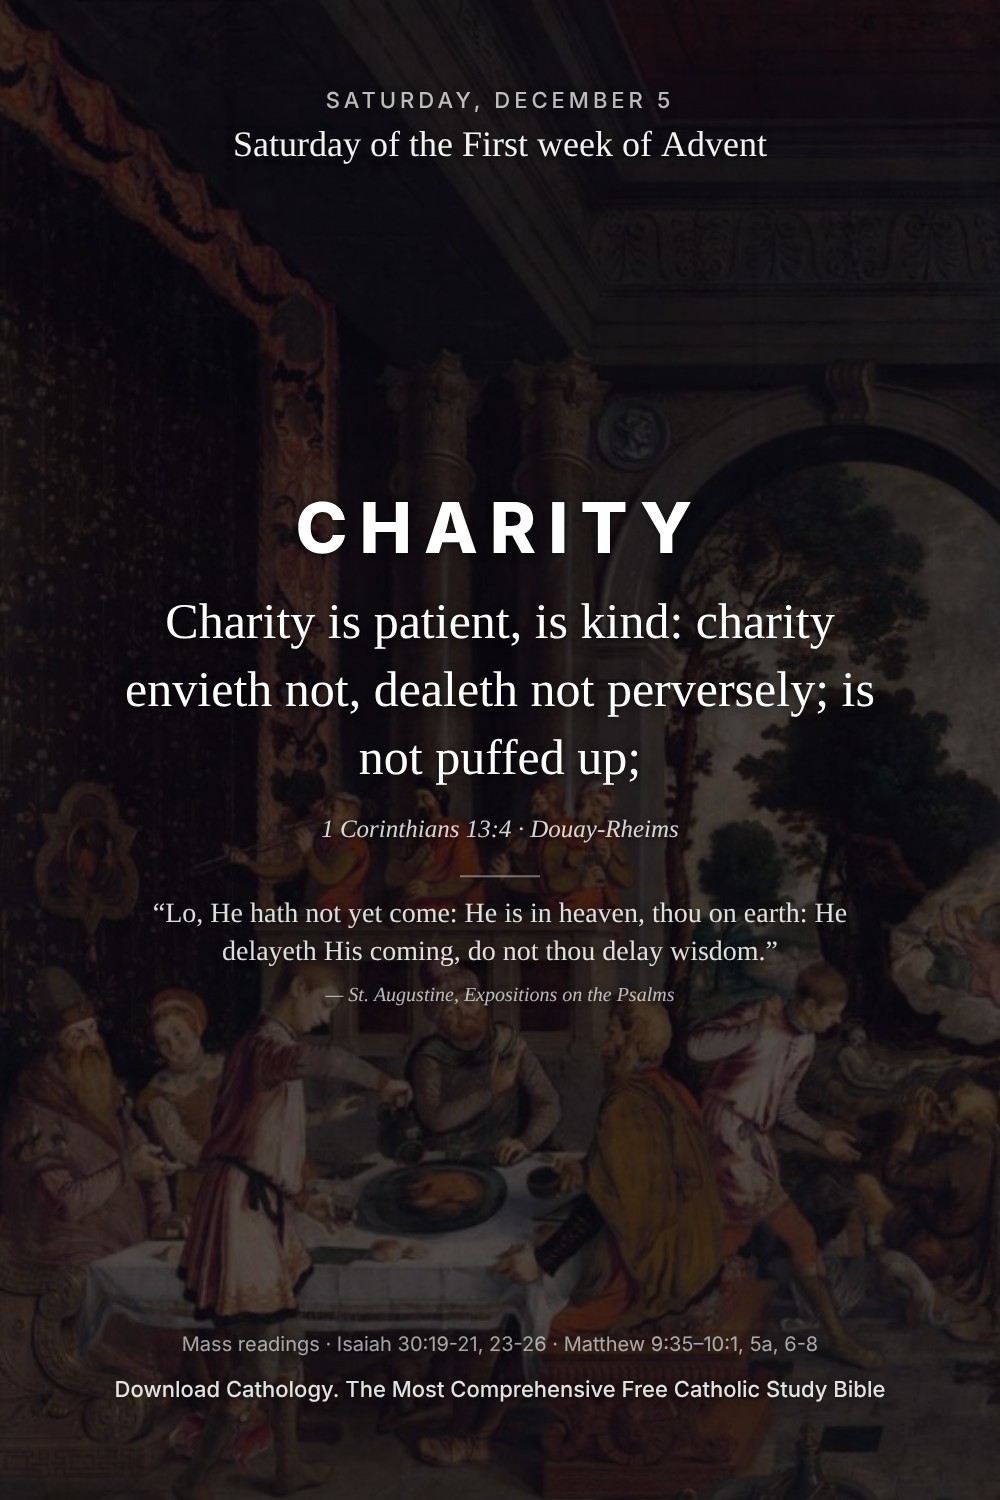 SATURDAY, DECEMBER 5
Saturday of the First week of Advent
CHARITY
Charity is patient, is kind: charity
envieth not, dealeth not perversely; is
not puffed up;
1 Corinthians 13:4 · Douay-Rheims
“Lo, He hath not yet come: He is in heaven, thou on earth: He
delayeth His coming, do not thou delay wisdom.”
— St. Augustine, Expositions on the Psalms
Mass readings · Isaiah 30:19-21, 23-26 · Matthew 9:35–10:1, 5a, 6-8
Download Cathology. The Most Comprehensive Free Catholic Study Bible